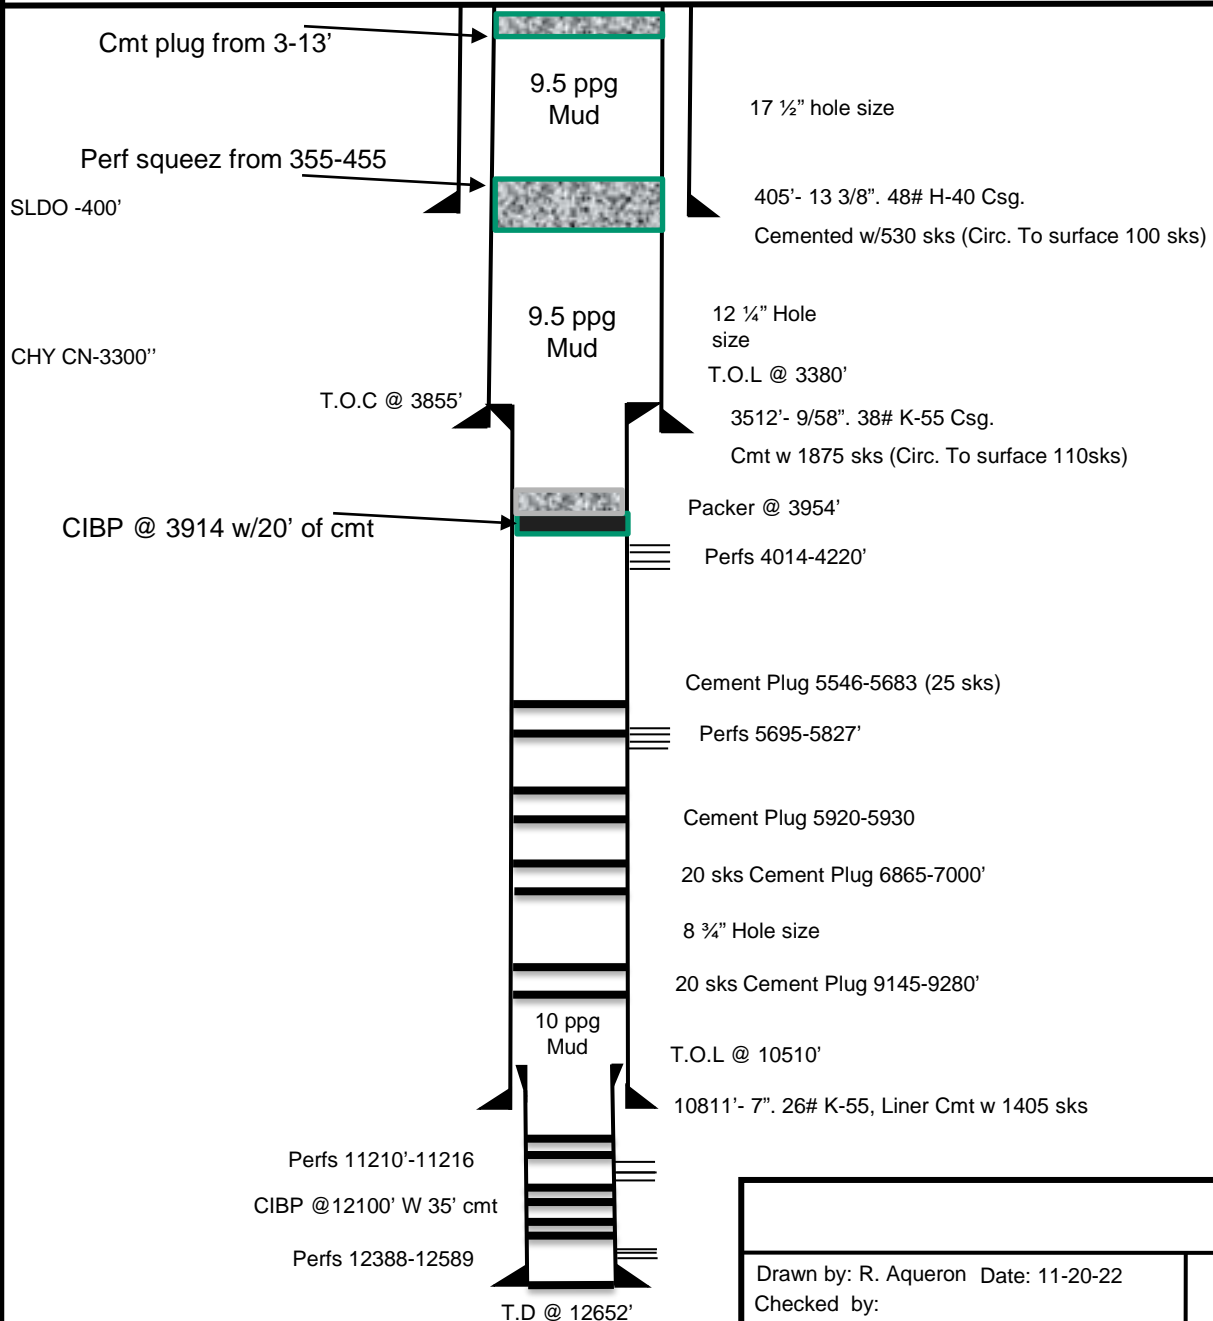 Cmt plug from 3-13’
9.5 ppg
Mud
17 ½” hole size
Perf squeez from 355-455
SLDO -400’
405’- 13 3/8”. 48# H-40 Csg.
Cemented w/530 sks (Circ. To surface 100 sks)
9.5 ppg
Mud
12 ¼” Hole
size
CHY CN-3300’’
T.O.L @ 3380’
T.O.C @ 3855’
3512’- 9/58”. 38# K-55 Csg.
Cmt w 1875 sks (Circ. To surface 110sks)
Packer @ 3954’
CIBP @ 3914 w/20’ of cmt
Perfs 4014-4220’
Cement Plug 5546-5683 (25 sks)
Perfs 5695-5827’
Cement Plug 5920-5930
20 sks Cement Plug 6865-7000’
8 ¾” Hole size
20 sks Cement Plug 9145-9280’
10 ppg
Mud
T.O.L @ 10510’
10811’- 7”. 26# K-55, Liner Cmt w 1405 sks
Perfs 11210’-11216
CIBP @12100’ W 35’ cmt
Perfs 12388-12589
T.D @ 12652’
Drawn by: R. Aqueron Date: 11-20-22
Checked by: